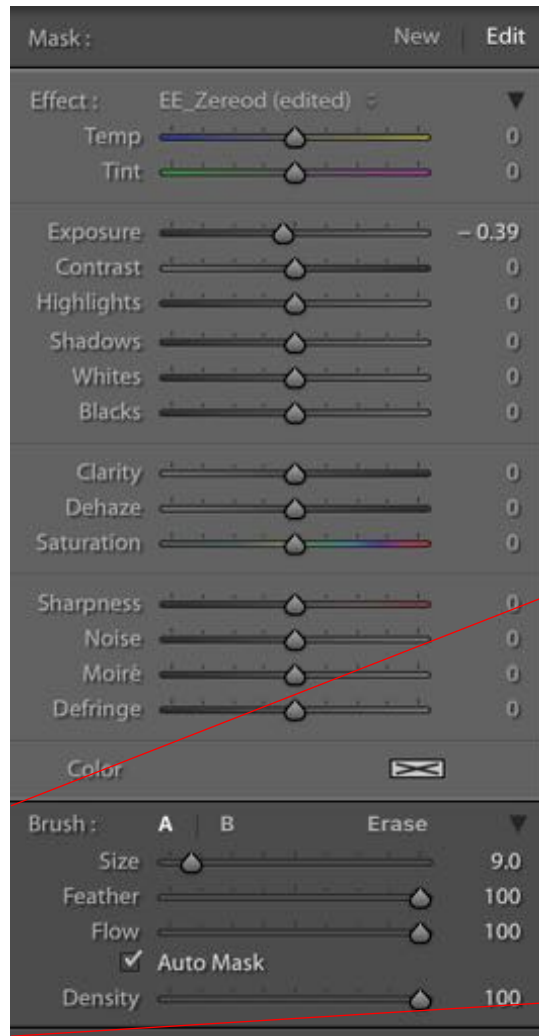 Mask : New Edit
Effect : EE_Zereod (edited)
Temp 0
Tint 0
Exposure – 0.39
Contrast 0
Highlights 0
Shadows 0
Whites 0
Blacks 0
Clarity 0
Dehaze 0
Saturation 0
Sharpness 0
Noise 0
Moiré 0
Defringe 0
Color
Brush : A B Erase
Size 9.0
Feather 100
Flow 100
Auto Mask
Density 100